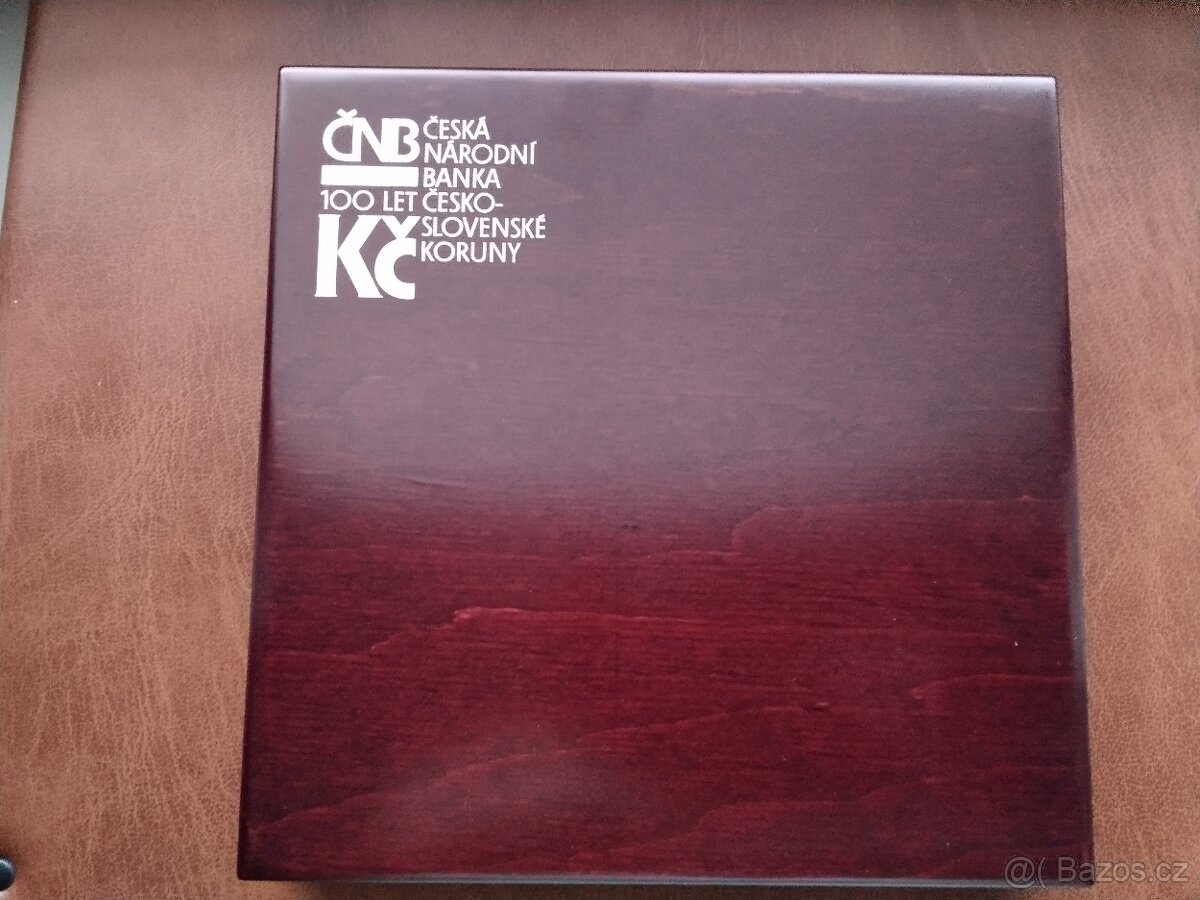 ČNB ČESKÁ
NÁRODNÍ
BANKA
100 LET ČESKO-
SLOVENSKÉ
Kč KORUNY
@( Bazos.cz